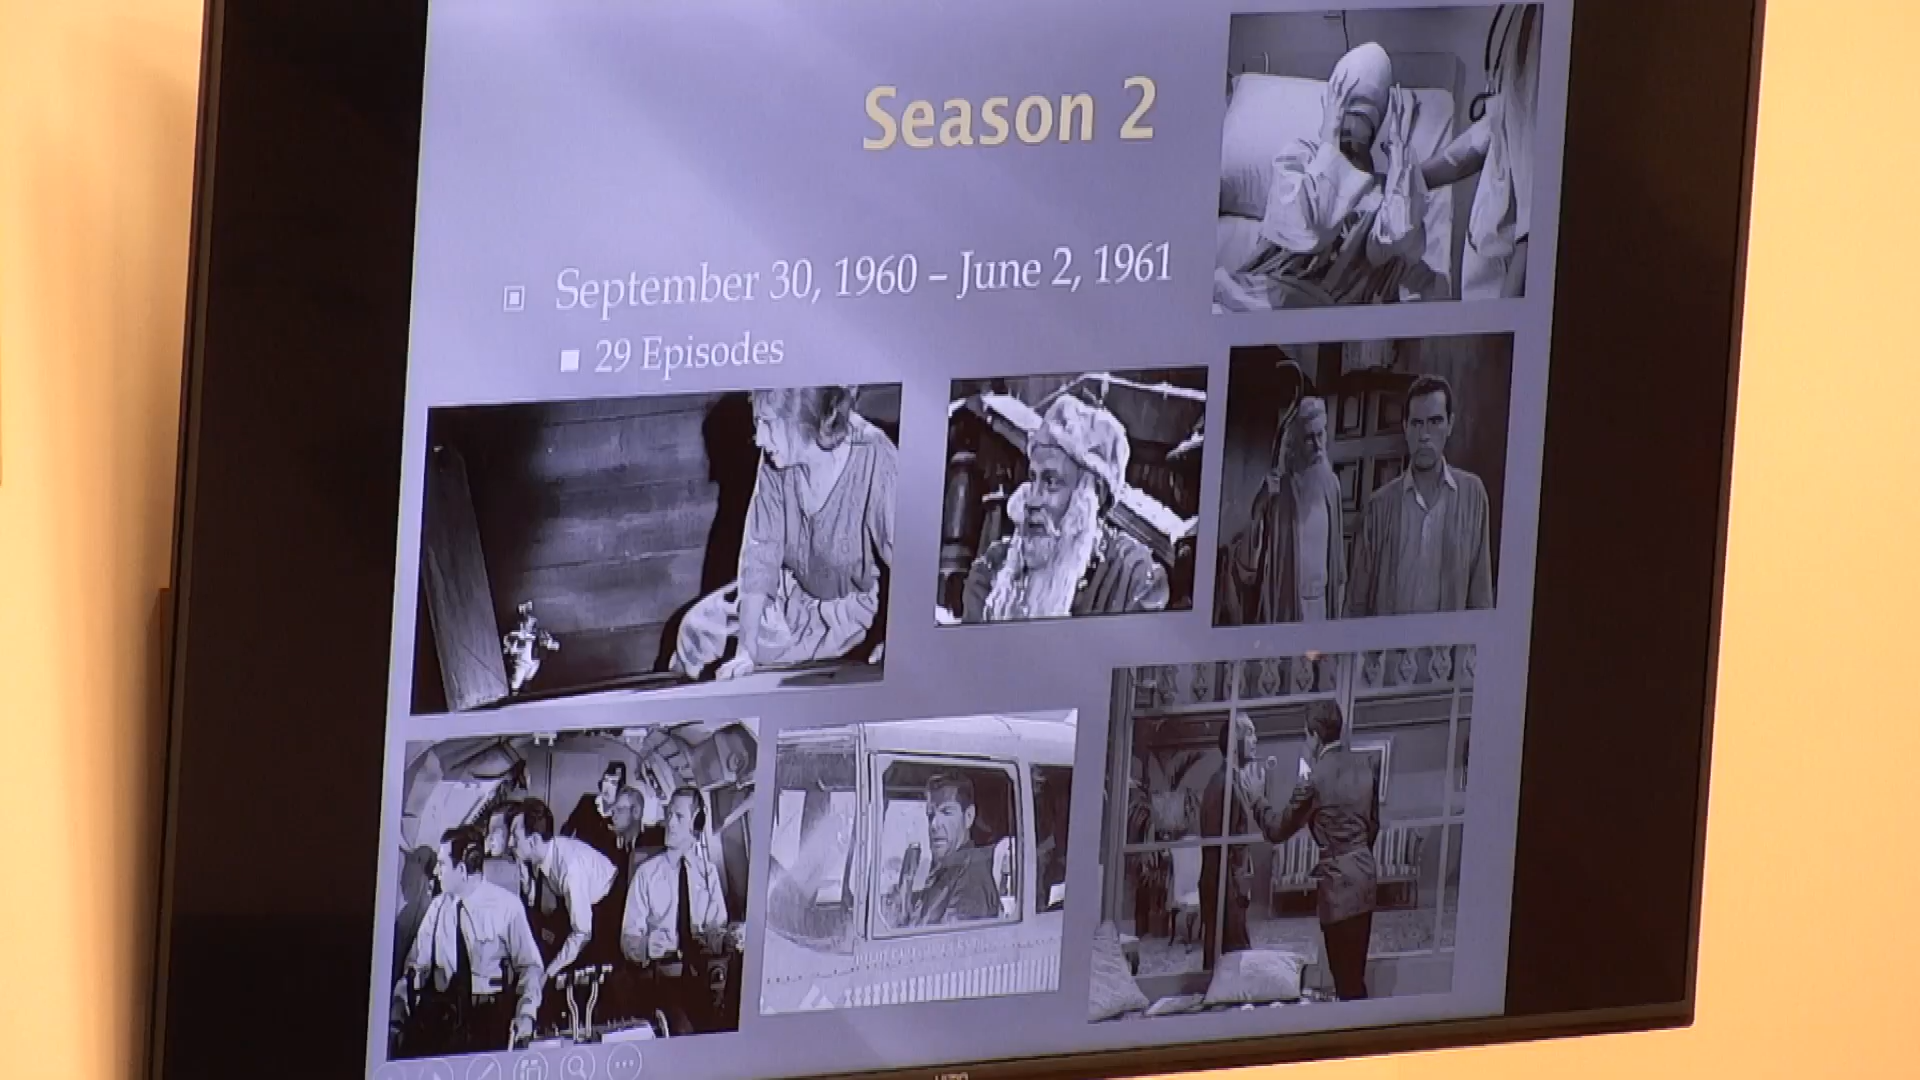 Season 2
September 30, 1960 – June 2, 1961
29 Episodes